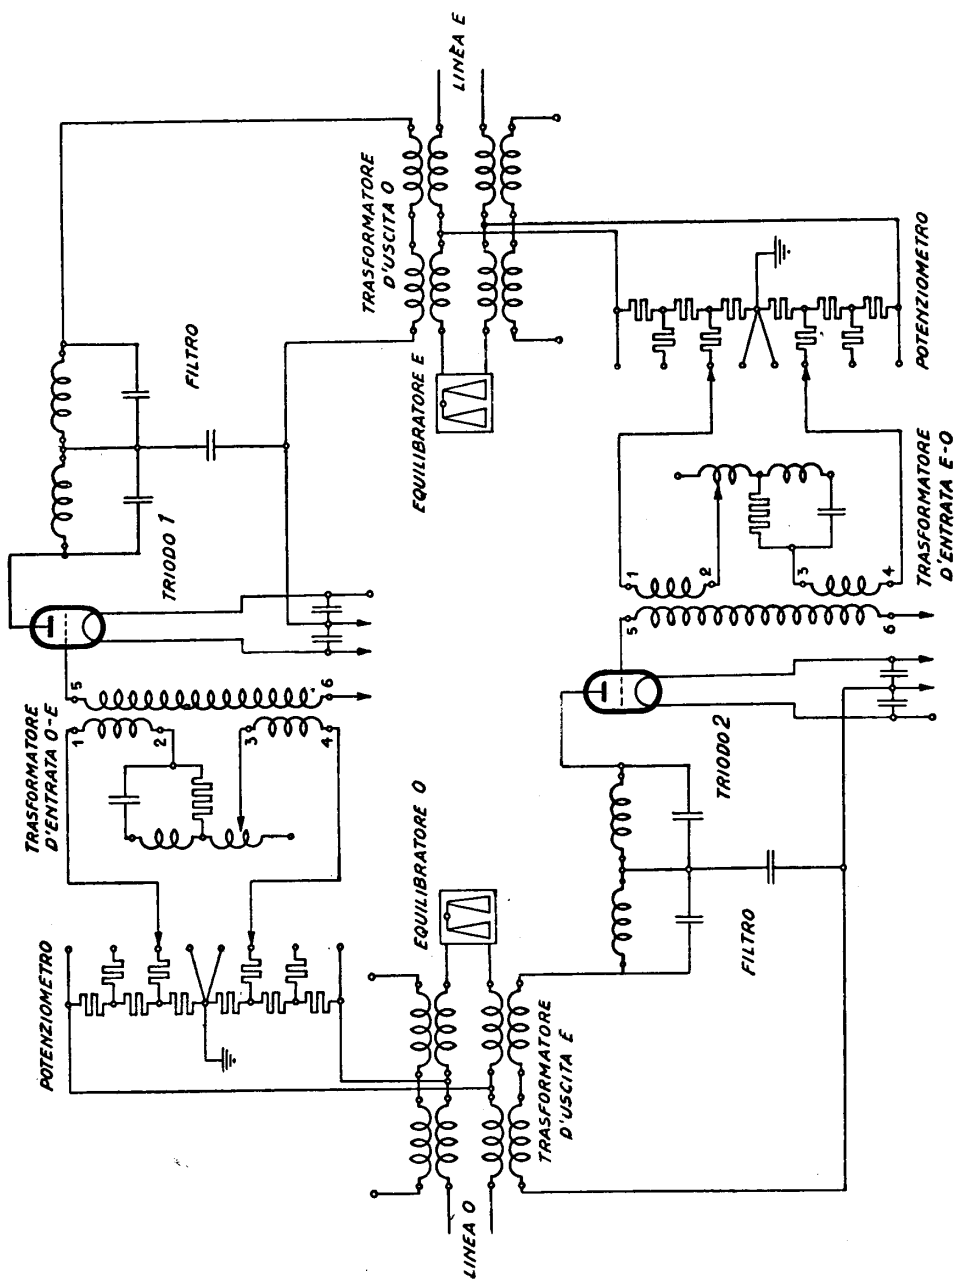 POTENZIOMETRO
TRASFORMATORE
D'ENTRATA O-E
1
2
3
4
5
6
TRIODO 1
FILTRO
TRASFORMATORE
D'USCITA O
EQUILIBRATORE O
EQUILIBRATORE E
LINEA O
LINEA E
TRASFORMATORE
D'USCITA E
TRIODO 2
FILTRO
5
6
1
2
3
4
TRASFORMATORE
D'ENTRATA E-O
POTENZIOMETRO